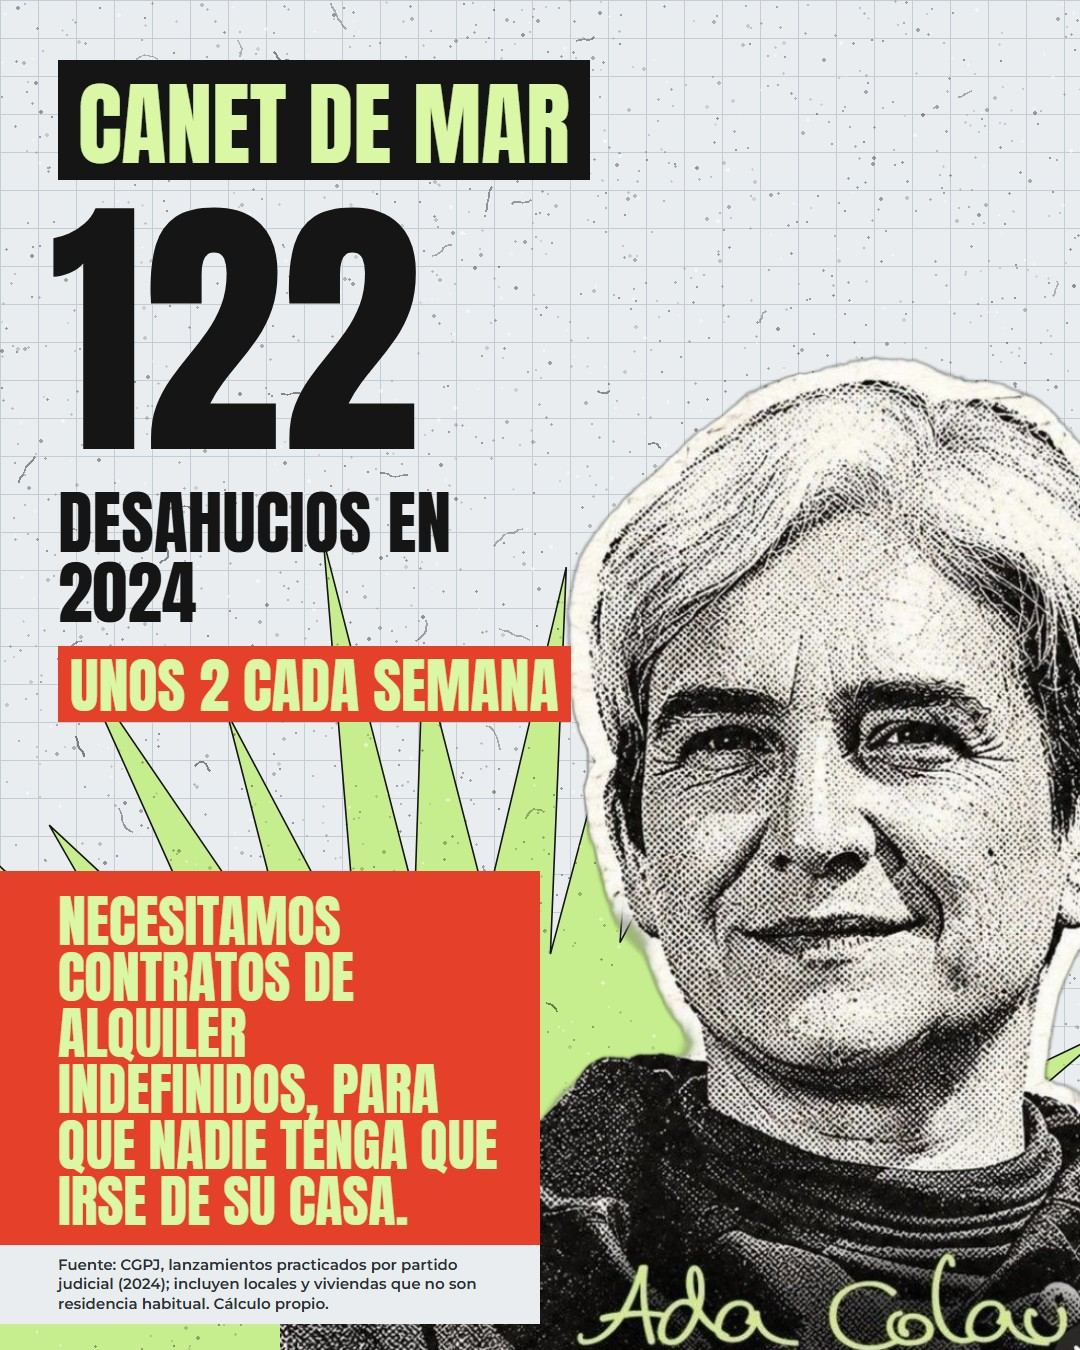 CANET DE MAR
122
DESAHUCIOS EN
2024
UNOS 2 CADA SEMANA
NECESITAMOS
CONTRATOS DE
ALQUILER
INDEFINIDOS, PARA
QUE NADIE TENGA QUE
IRSE DE SU CASA.
Fuente: CGPJ, lanzamientos practicados por partido
judicial (2024); incluyen locales y viviendas que no son
residencia habitual. Cálculo propio.
Ada Colau